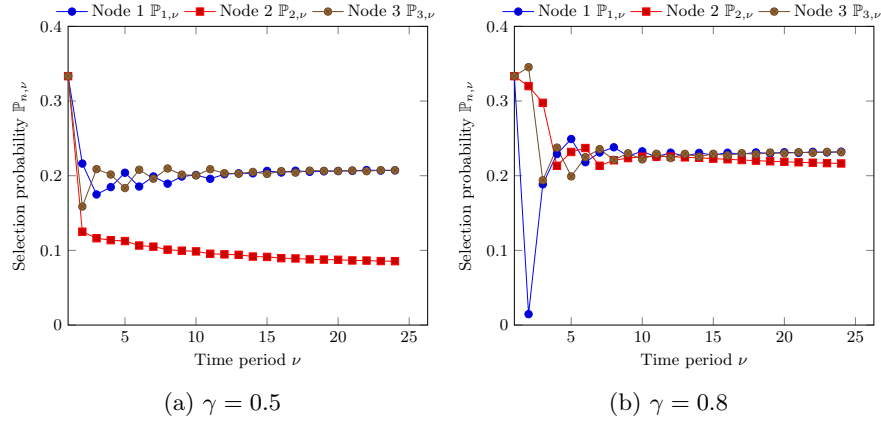 Node 1 ℙ₁,ν Node 2 ℙ₂,ν Node 3 ℙ₃,ν
Selection probability ℙₙ,ν
0.4
0.3
0.2
0.1
0
5 10 15 20 25
Time period ν
(a) γ = 0.5
Node 1 ℙ₁,ν Node 2 ℙ₂,ν Node 3 ℙ₃,ν
Selection probability ℙₙ,ν
0.4
0.3
0.2
0.1
0
5 10 15 20 25
Time period ν
(b) γ = 0.8